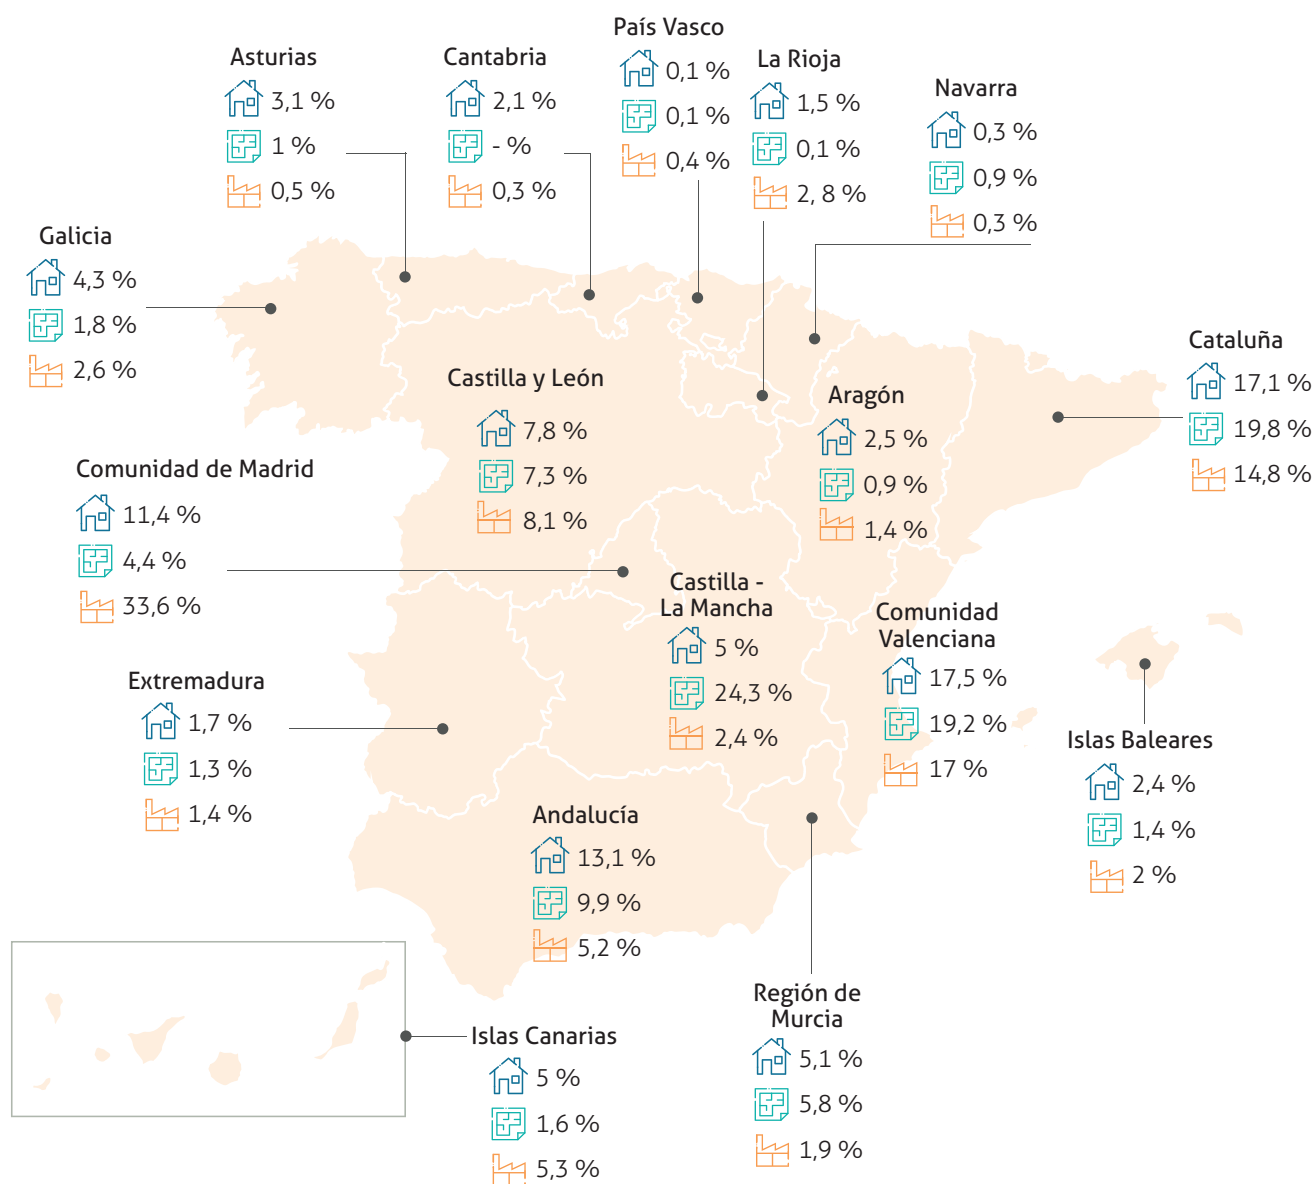 País Vasco
0,1 %
0,1 %
0,4 %
Asturias
3,1 %
1 %
0,5 %
Cantabria
2,1 %
- %
0,3 %
La Rioja
1,5 %
0,1 %
2, 8 %
Navarra
0,3 %
0,9 %
0,3 %
Galicia
4,3 %
1,8 %
2,6 %
Castilla y León
7,8 %
7,3 %
8,1 %
Aragón
2,5 %
0,9 %
1,4 %
Cataluña
17,1 %
19,8 %
14,8 %
Comunidad de Madrid
11,4 %
4,4 %
33,6 %
Castilla -
La Mancha
5 %
24,3 %
2,4 %
Comunidad
Valenciana
17,5 %
19,2 %
17 %
Extremadura
1,7 %
1,3 %
1,4 %
Islas Baleares
2,4 %
1,4 %
2 %
Andalucía
13,1 %
9,9 %
5,2 %
Región de
Murcia
5,1 %
5,8 %
1,9 %
Islas Canarias
5 %
1,6 %
5,3 %